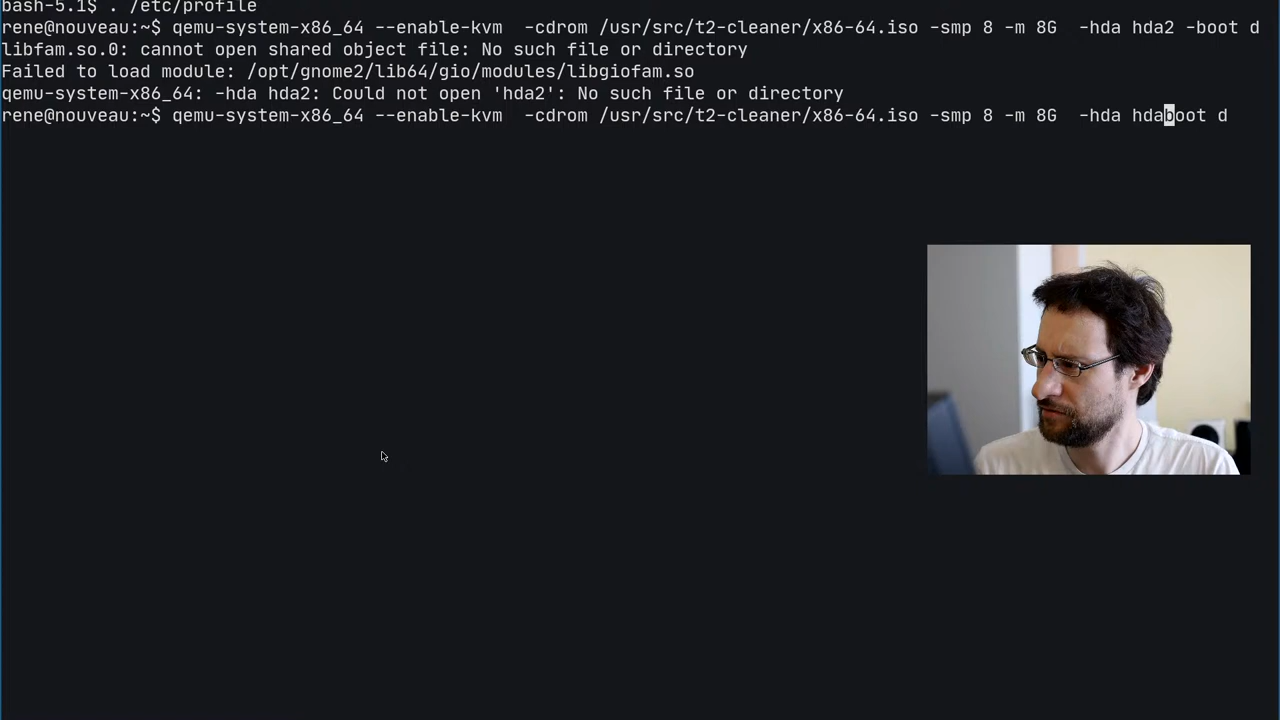 bash-5.1$ . /etc/profile
rene@nouveau:~$ qemu-system-x86_64 --enable-kvm  -cdrom /usr/src/t2-cleaner/x86-64.iso -smp 8 -m 8G  -hda hda2 -boot d
libfam.so.0: cannot open shared object file: No such file or directory
Failed to load module: /opt/gnome2/lib64/gio/modules/libgiofam.so
qemu-system-x86_64: -hda hda2: Could not open 'hda2': No such file or directory
rene@nouveau:~$ qemu-system-x86_64 --enable-kvm  -cdrom /usr/src/t2-cleaner/x86-64.iso -smp 8 -m 8G  -hda hdaboot d